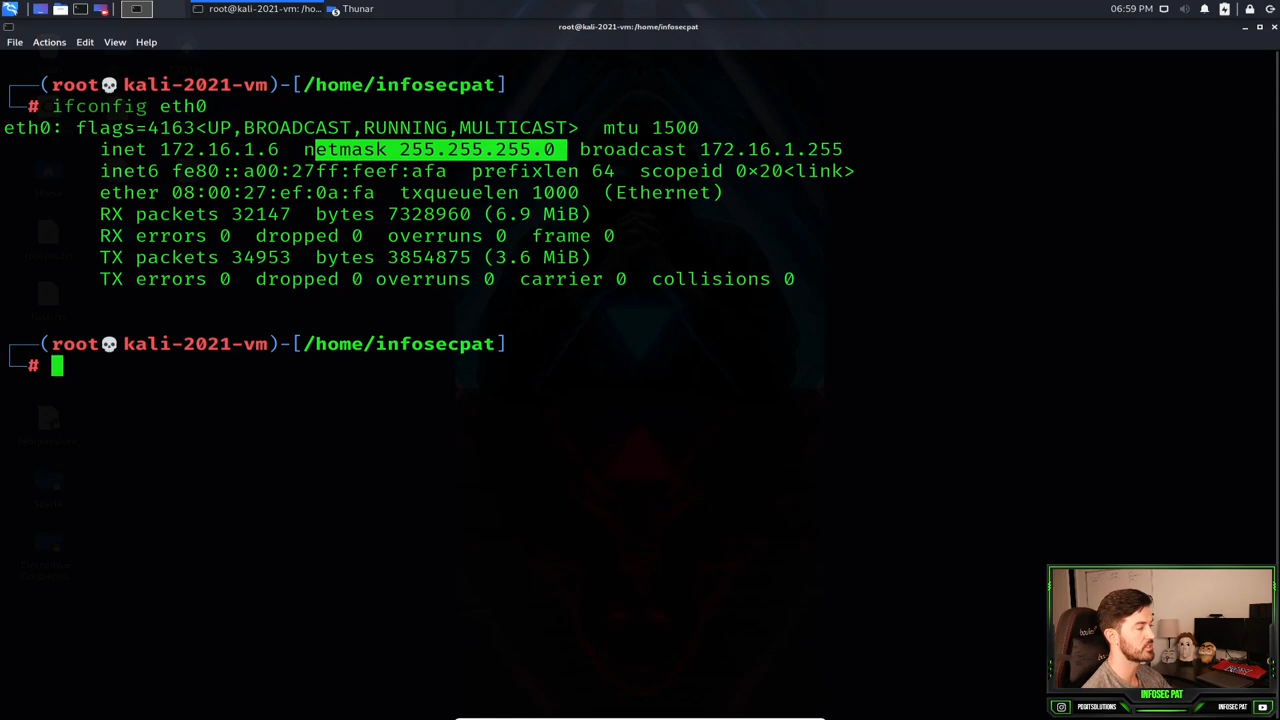 root@kali-2021-vm: /ho...
Thunar
06:59 PM
root@kali-2021-vm: /home/infosecpat
File Actions Edit View Help
┌──(root💀kali-2021-vm)-[/home/infosecpat]
└─# ifconfig eth0
eth0: flags=4163<UP,BROADCAST,RUNNING,MULTICAST>  mtu 1500
inet 172.16.1.6  netmask 255.255.255.0  broadcast 172.16.1.255
inet6 fe80::a00:27ff:feef:afa  prefixlen 64  scopeid 0×20<link>
ether 08:00:27:ef:0a:fa  txqueuelen 1000  (Ethernet)
RX packets 32147  bytes 7328960 (6.9 MiB)
RX errors 0  dropped 0  overruns 0  frame 0
TX packets 34953  bytes 3854875 (3.6 MiB)
TX errors 0  dropped 0 overruns 0  carrier 0  collisions 0
┌──(root💀kali-2021-vm)-[/home/infosecpat]
└─#
INFOSEC PAT
PGGITSOLUTIONS
INFOSEC PAT